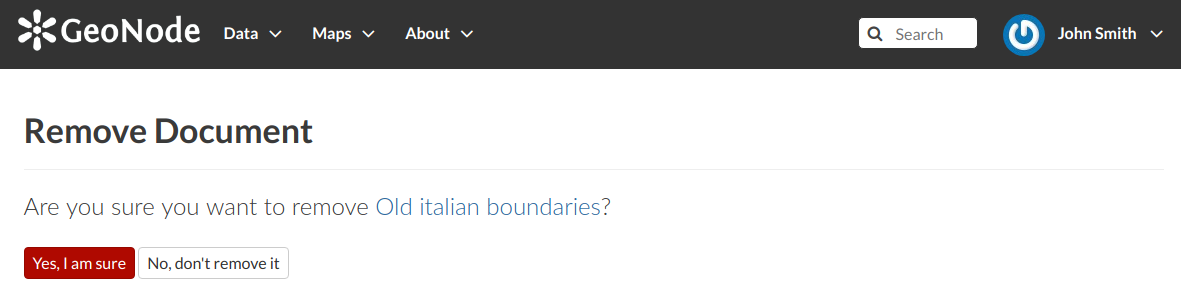 GeoNode Data Maps About Search John Smith
Remove Document
Are you sure you want to remove Old italian boundaries?
Yes, I am sure No, don't remove it